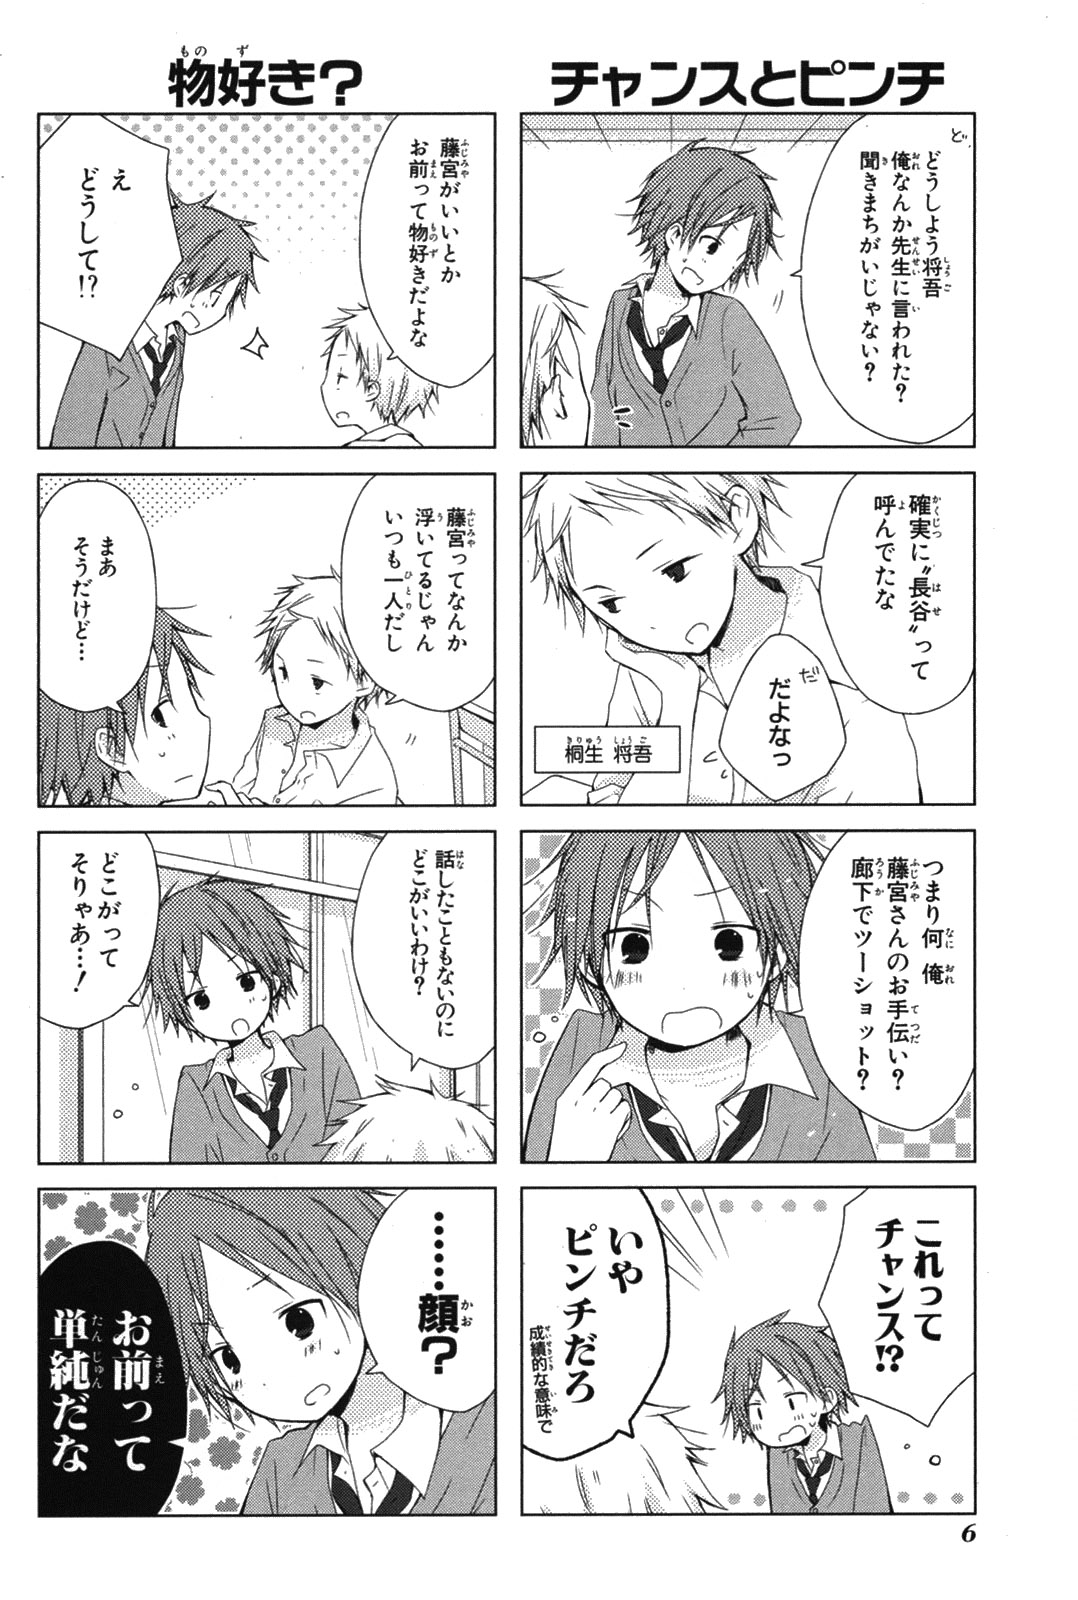 チャンスとピンチ
ど
どうしよう将吾
俺なんか先生に言われた？
聞きまちがいじゃない？
確実に〝長谷〟って
呼んでたな
だ
だよなっ
桐生 将吾
つまり何 俺
藤宮さんのお手伝い？
廊下でツーショット？
これって
チャンス!?
いや
ピンチだろ
成績的な意味で
物好き？
藤宮がいいとか
お前って物好きだよな
え
どうして!?
藤宮ってなんか
浮いてるじゃん
いつも一人だし
まあ
そうだけど…
話したこともないのに
どこがいいわけ？
どこがって
そりゃあ…！
……顔？
お前って
単純だな
6